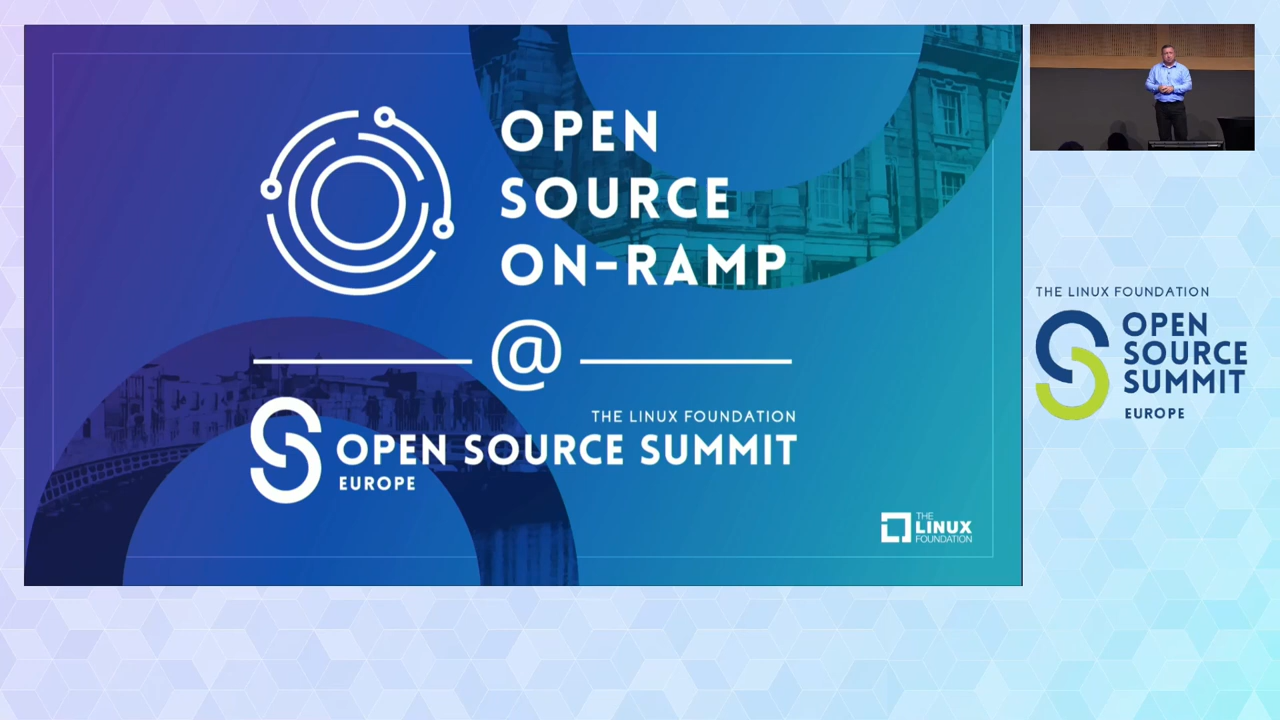 OPEN
SOURCE
ON-RAMP
@
THE LINUX FOUNDATION
OPEN SOURCE SUMMIT
EUROPE
THE
LINUX
FOUNDATION
THE LINUX FOUNDATION
OPEN
SOURCE
SUMMIT
EUROPE